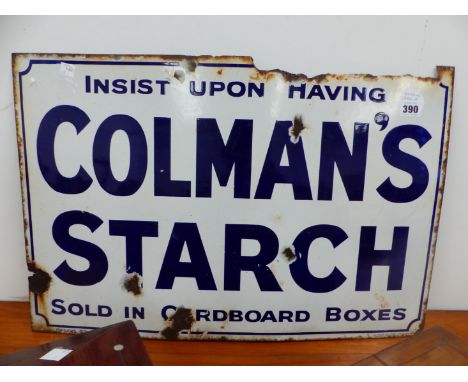 INSIST UPON HAVING
390
COLMAN'S
STARCH
SOLD IN CARDBOARD BOXES